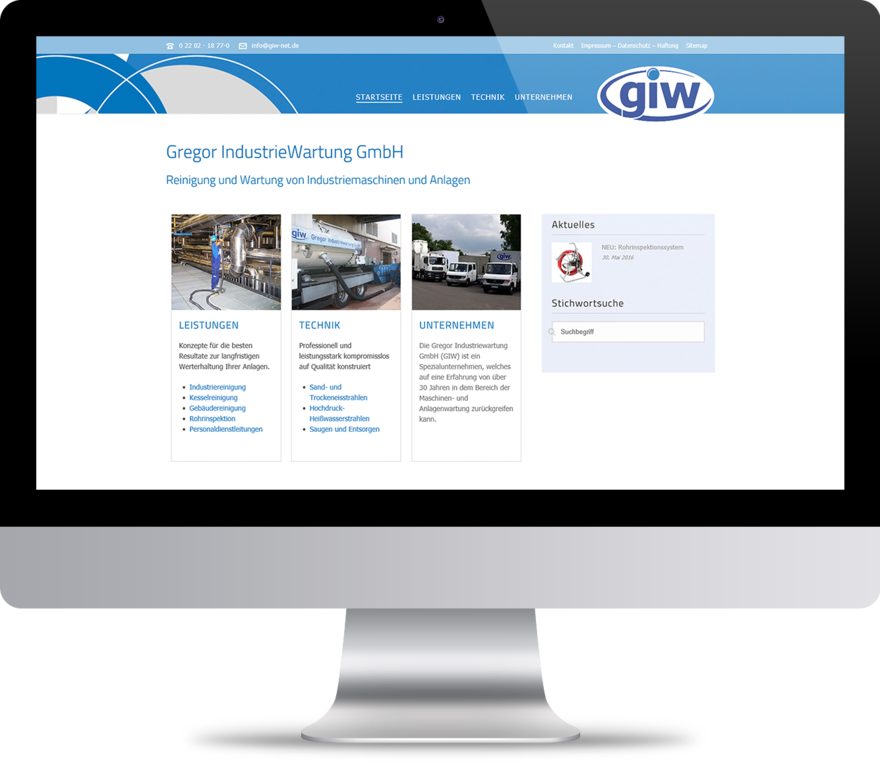 0 22 02 - 18 77-0 info@giw-net.de Kontakt Impressum – Datenschutz – Haftung Sitemap
STARTSEITE LEISTUNGEN TECHNIK UNTERNEHMEN giw
Gregor IndustrieWartung GmbH
Reinigung und Wartung von Industriemaschinen und Anlagen
giw Gregor
giw
LEISTUNGEN
Konzepte für die besten
Resultate zur langfristigen
Werterhaltung Ihrer Anlagen.
• Industriereinigung
• Kesselreinigung
• Gebäudereinigung
• Rohrinspektion
• Personaldienstleitungen
TECHNIK
Professionell und
leistungsstark kompromisslos
auf Qualität konstruiert
• Sand- und
Trockeneisstrahlen
• Hochdruck-
Heißwasserstrahlen
• Saugen und Entsorgen
UNTERNEHMEN
Die Gregor Industriewartung
GmbH (GIW) ist ein
Spezialunternehmen, welches
auf eine Erfahrung von über
30 Jahren in dem Bereich der
Maschinen- und
Anlagenwartung zurückgreifen
kann.
Aktuelles
NEU: Rohrinspektionssystem
30. Mai 2016
Stichwortsuche
Suchbegriff